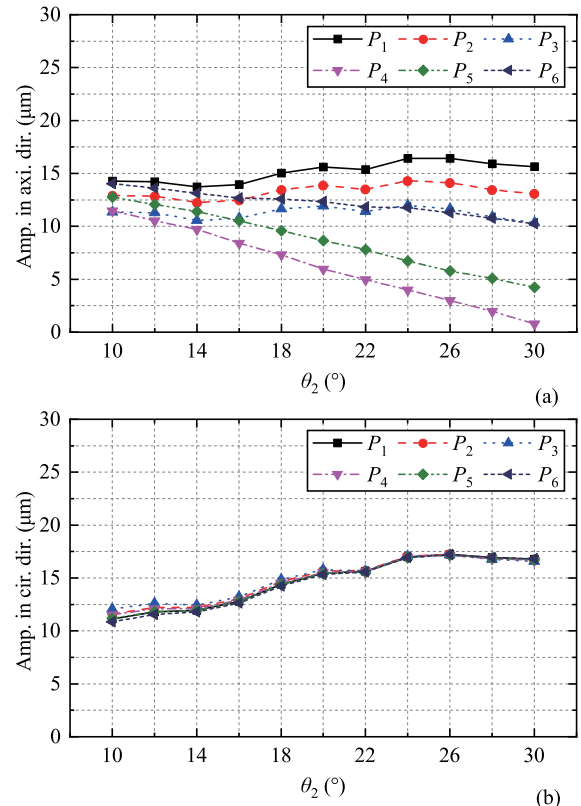 30
25
20
15
10
5
0
Amp. in axi. dir. (μm)
P1 P2 P3
P4 P5 P6
10 14 18 22 26 30
θ2 (°)
(a)
30
25
20
15
10
5
0
Amp. in cir. dir. (μm)
P1 P2 P3
P4 P5 P6
10 14 18 22 26 30
θ2 (°)
(b)